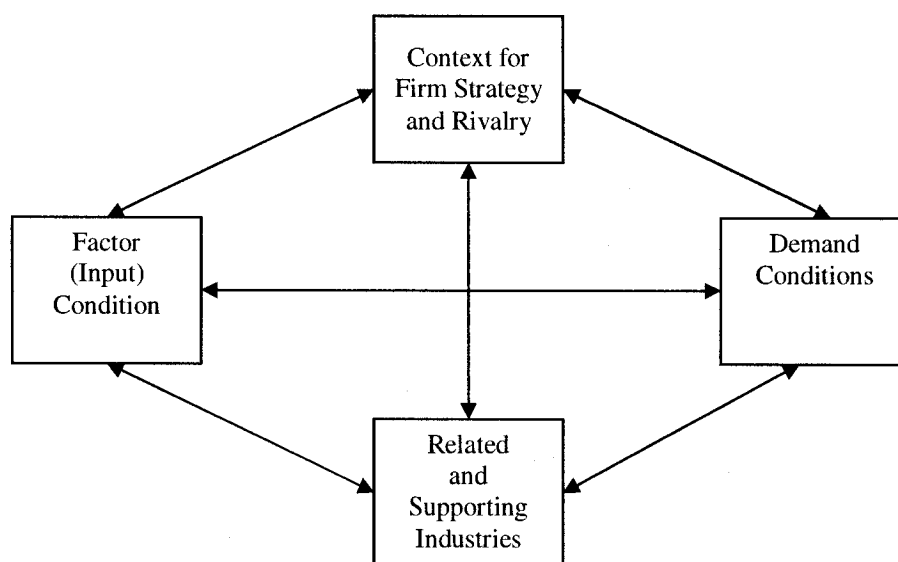 Context for
Firm Strategy
and Rivalry
Factor
(Input)
Condition
Demand
Conditions
Related
and
Supporting
Industries